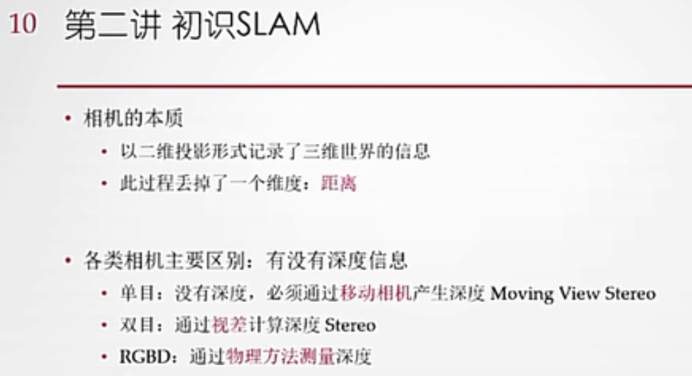 10
第二讲 初识SLAM
• 相机的本质
• 以二维投影形式记录了三维世界的信息
• 此过程丢掉了一个维度：距离
• 各类相机主要区别：有没有深度信息
• 单目：没有深度，必须通过移动相机产生深度 Moving View Stereo
• 双目：通过视差计算深度 Stereo
• RGBD：通过物理方法测量深度